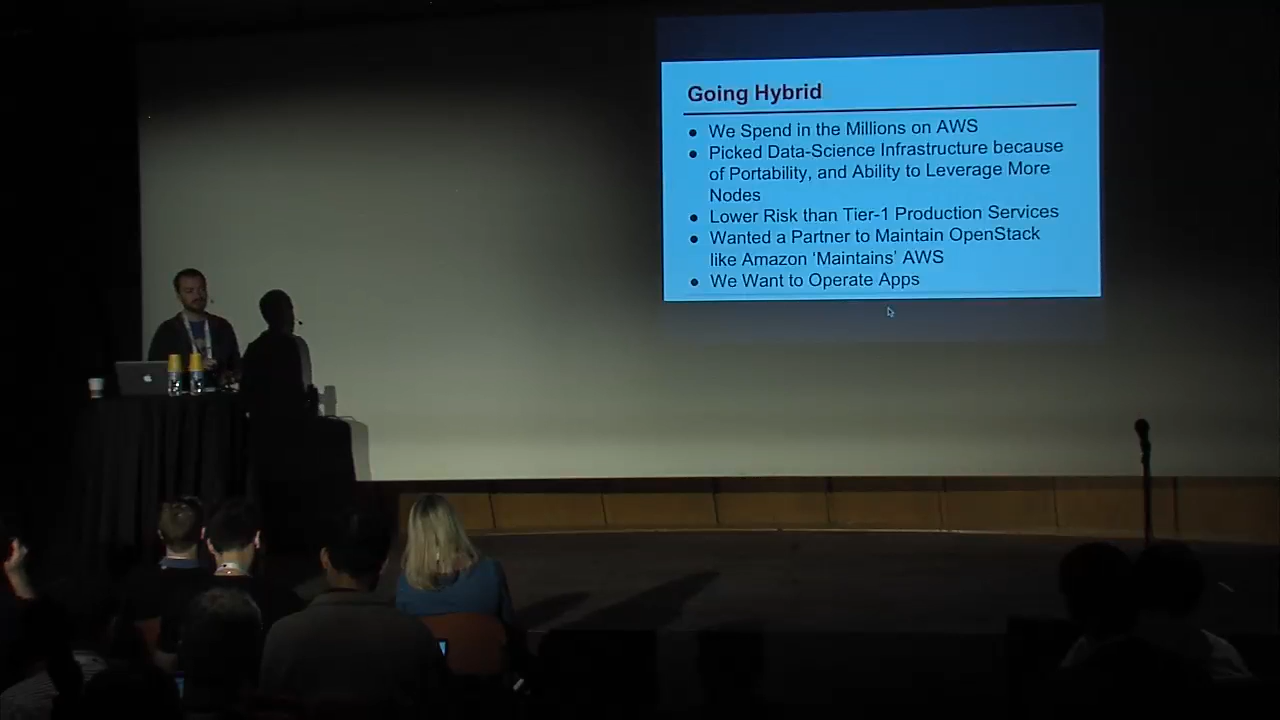 Going Hybrid
● We Spend in the Millions on AWS
● Picked Data-Science Infrastructure because
of Portability, and Ability to Leverage More
Nodes
● Lower Risk than Tier-1 Production Services
● Wanted a Partner to Maintain OpenStack
like Amazon ‘Maintains’ AWS
● We Want to Operate Apps